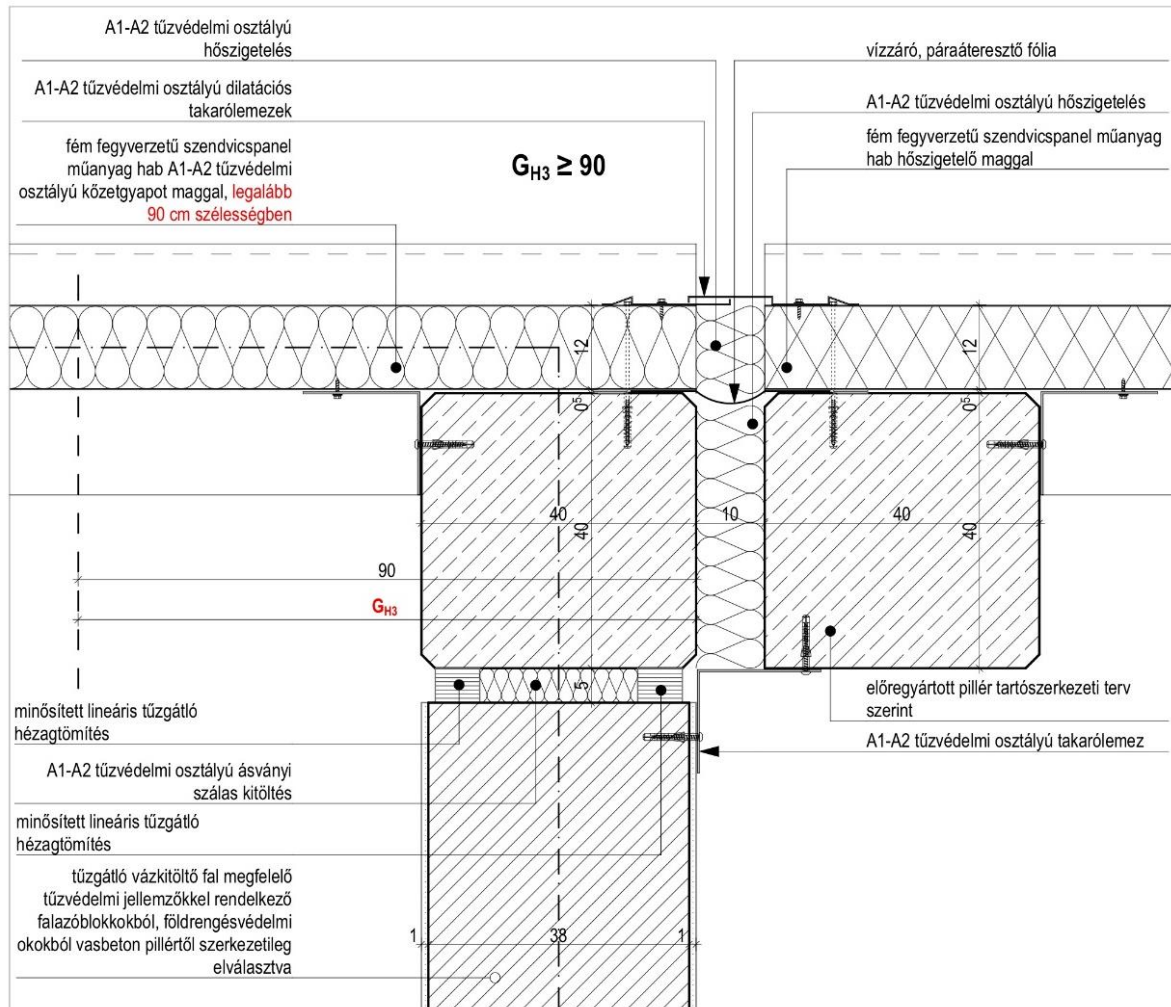 A1-A2 tűzvédelmi osztályú
hőszigetelés
A1-A2 tűzvédelmi osztályú dilatációs
takarólemezek
fém fegyverzetű szendvicspanel
műanyag hab A1-A2 tűzvédelmi
osztályú kőzetgyapot maggal, legalább
90 cm szélességben
G_H3 ≥ 90
vízzáró, páraáteresztő fólia
A1-A2 tűzvédelmi osztályú hőszigetelés
fém fegyverzetű szendvicspanel műanyag
hab hőszigetelő maggal
12
12
0⁵
0⁵
40
10
40
40
40
90
G_H3
5
minősített lineáris tűzgátló
hézagtömítés
A1-A2 tűzvédelmi osztályú ásványi
szálas kitöltés
minősített lineáris tűzgátló
hézagtömítés
tűzgátló vázkitöltő fal megfelelő
tűzvédelmi jellemzőkkel rendelkező
falazóblokkokból, földrengésvédelmi
okokból vasbeton pillértől szerkezetileg
elválasztva
előregyártott pillér tartószerkezeti terv
szerint
A1-A2 tűzvédelmi osztályú takarólemez
1
38
1